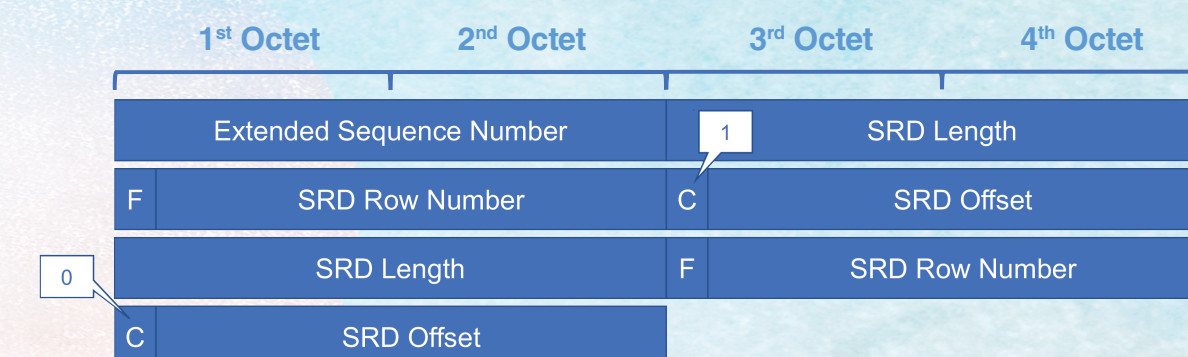 1st Octet 2nd Octet 3rd Octet 4th Octet
Extended Sequence Number 1 SRD Length
F SRD Row Number C SRD Offset
0 SRD Length F SRD Row Number
C SRD Offset